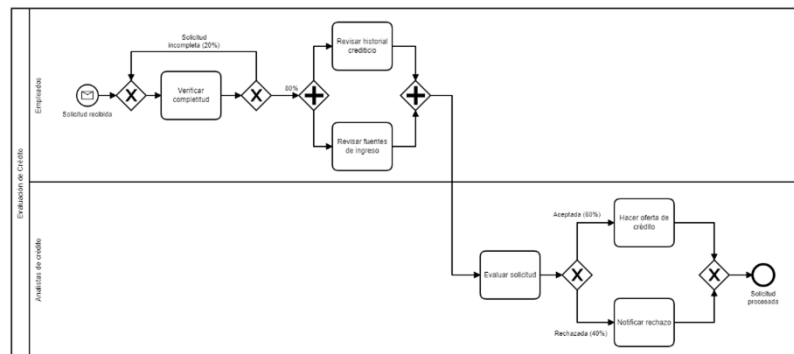 Evaluación de Crédito
Empleados
Solicitud recibida
Solicitud
incompleta (20%)
Verificar
completitud
80%
Revisar historial
crediticio
Revisar fuentes
de ingreso
Analistas de crédito
Evaluar solicitud
Aceptada (60%)
Hacer oferta de
crédito
Rechazada (40%)
Notificar rechazo
Solicitud
procesada